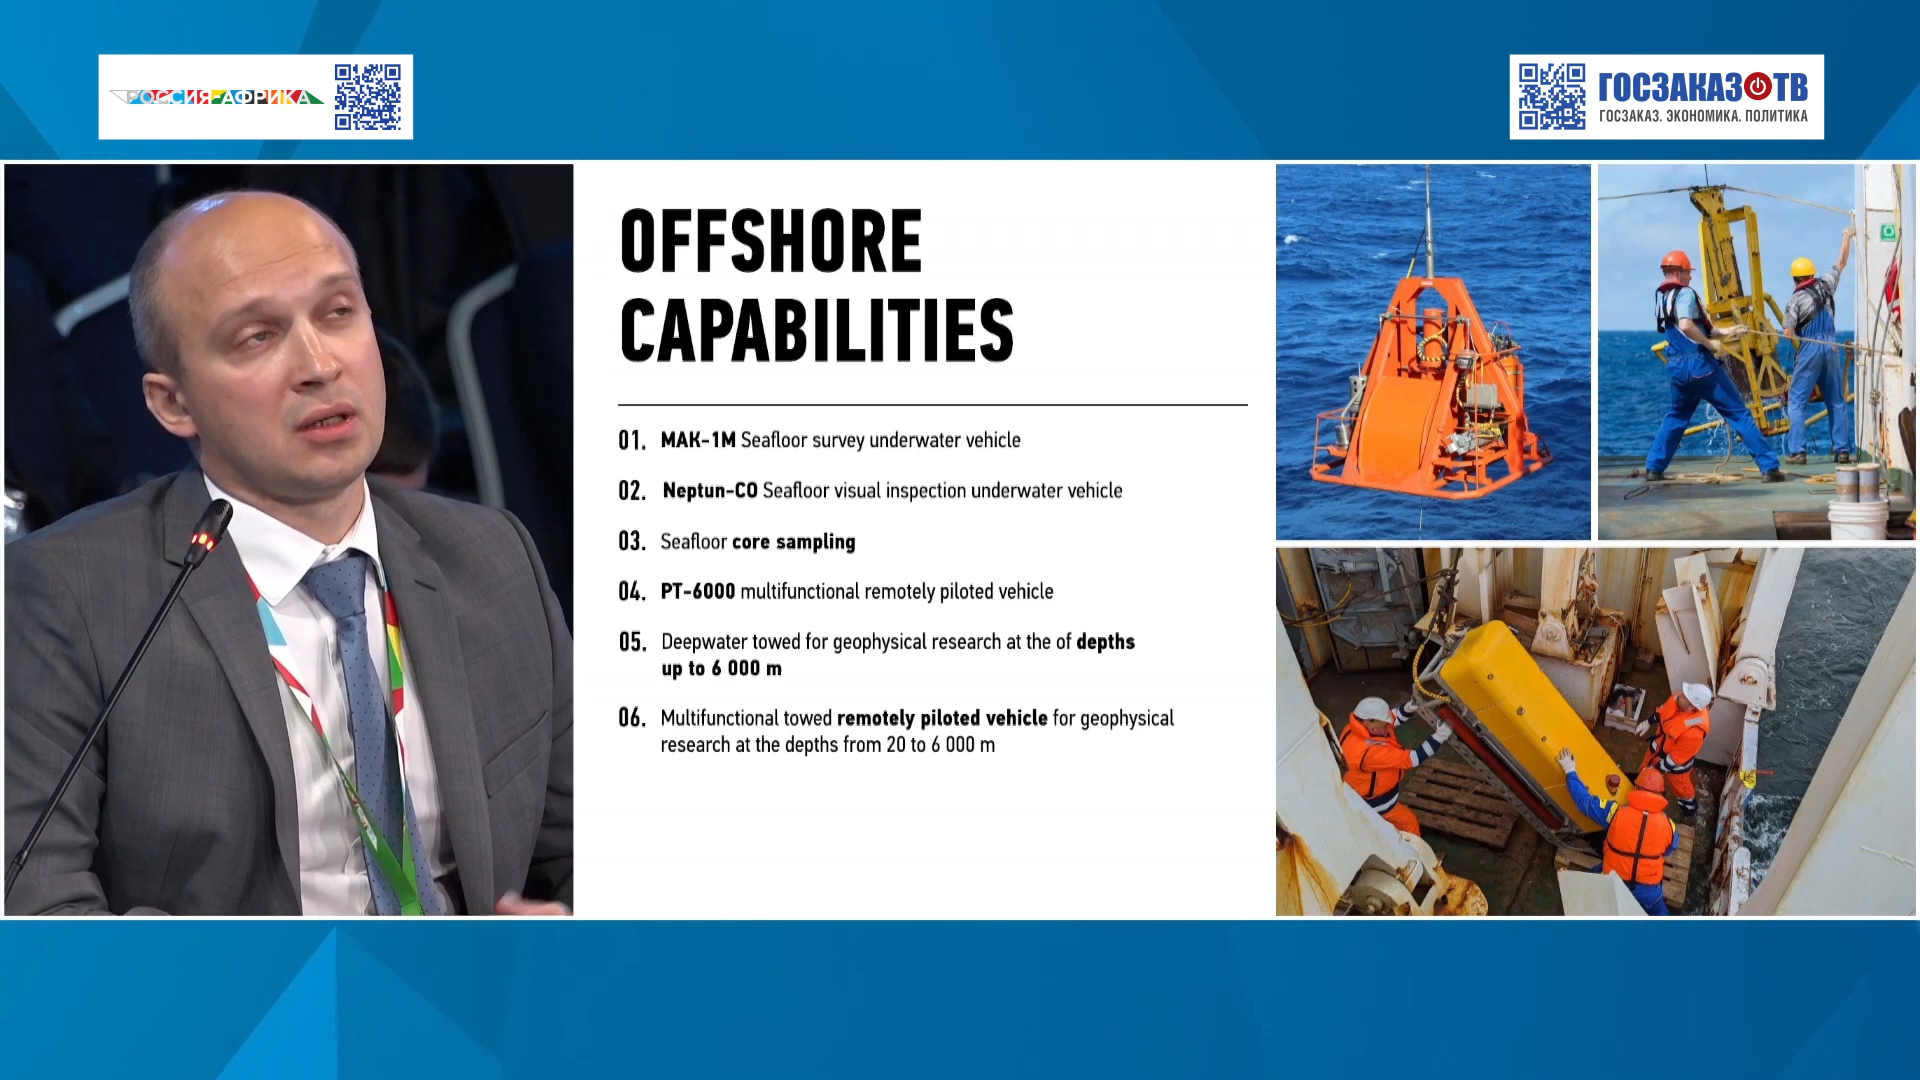 РОССИЯ-АФРИКА
ГОСЗАКАЗ ТВ
ГОСЗАКАЗ. ЭКОНОМИКА. ПОЛИТИКА
OFFSHORE
CAPABILITIES
01. МАК-1М Seafloor survey underwater vehicle
02. Neptun-CO Seafloor visual inspection underwater vehicle
03. Seafloor core sampling
04. PT-6000 multifunctional remotely piloted vehicle
05. Deepwater towed for geophysical research at the of depths
up to 6 000 m
06. Multifunctional towed remotely piloted vehicle for geophysical
research at the depths from 20 to 6 000 m